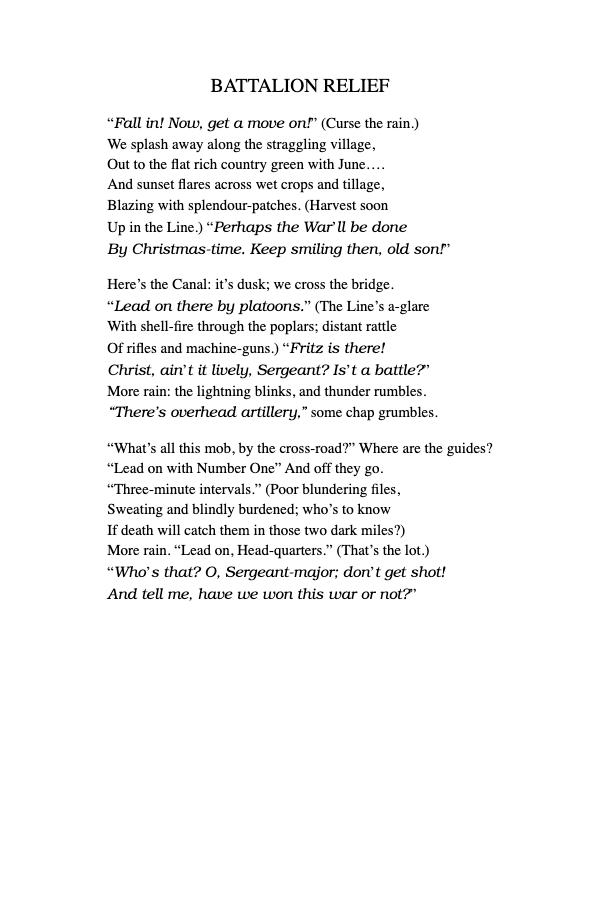 BATTALION RELIEF
“Fall in! Now, get a move on!” (Curse the rain.)
We splash away along the straggling village,
Out to the flat rich country green with June….
And sunset flares across wet crops and tillage,
Blazing with splendour-patches. (Harvest soon
Up in the Line.) “Perhaps the War’ll be done
By Christmas-time. Keep smiling then, old son!”
Here’s the Canal: it’s dusk; we cross the bridge.
“Lead on there by platoons.” (The Line’s a-glare
With shell-fire through the poplars; distant rattle
Of rifles and machine-guns.) “Fritz is there!
Christ, ain’t it lively, Sergeant? Is’t a battle?”
More rain: the lightning blinks, and thunder rumbles.
“There’s overhead artillery,” some chap grumbles.
“What’s all this mob, by the cross-road?” Where are the guides?
“Lead on with Number One” And off they go.
“Three-minute intervals.” (Poor blundering files,
Sweating and blindly burdened; who’s to know
If death will catch them in those two dark miles?)
More rain. “Lead on, Head-quarters.” (That’s the lot.)
“Who’s that? O, Sergeant-major; don’t get shot!
And tell me, have we won this war or not?”